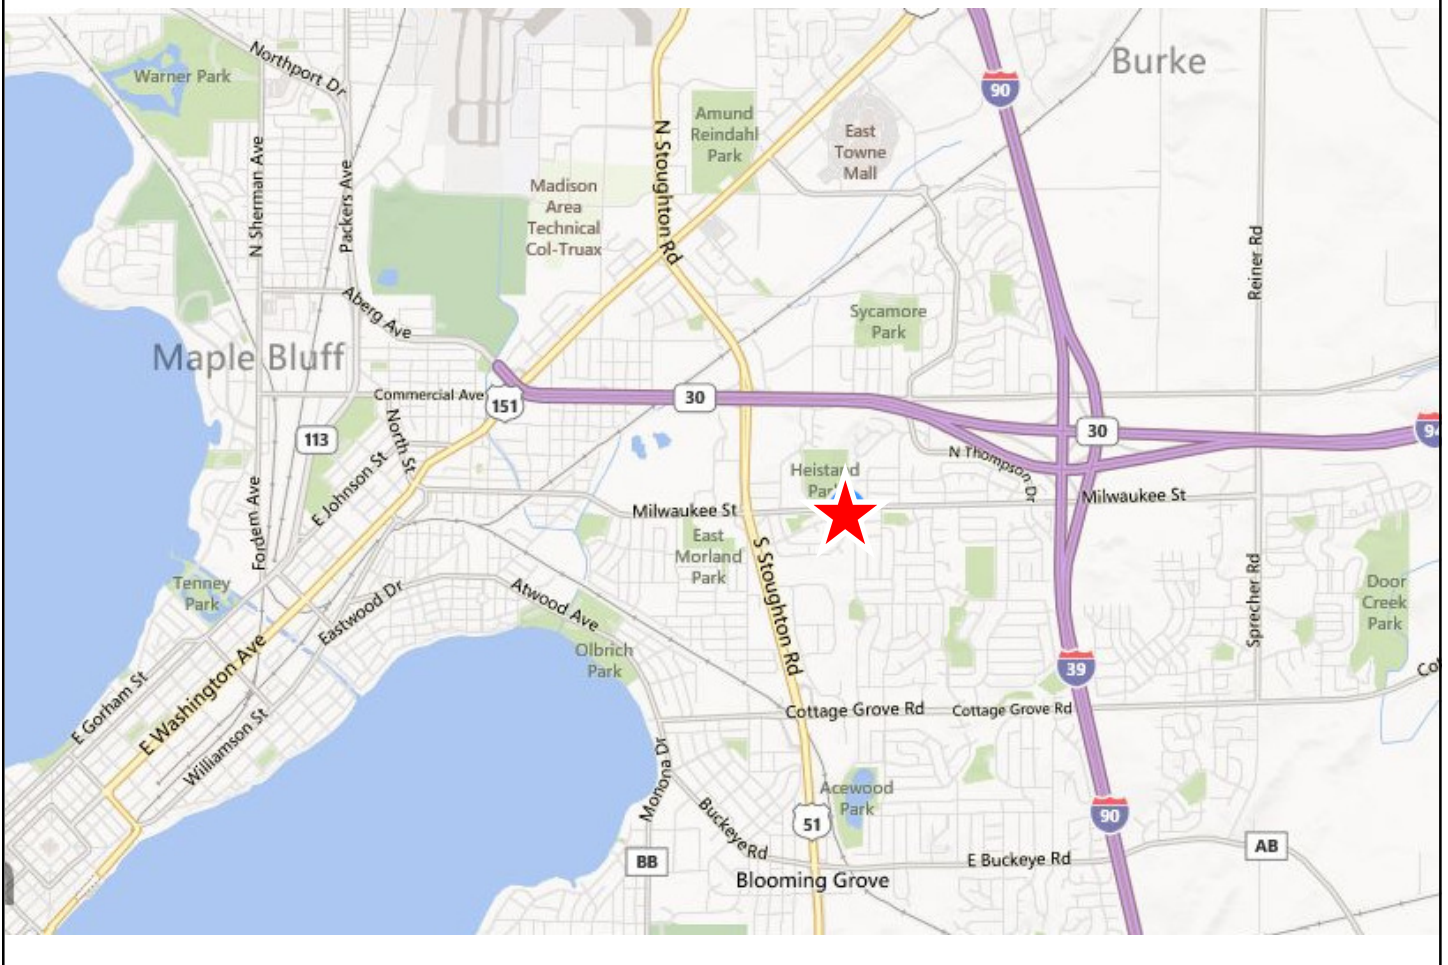 Burke
90
Northport Dr
Warner Park
Amund
Reindahl
Park
East
Towne
Mall
N Stoughton Rd
N Sherman Ave
Packers Ave
Madison
Area
Technical
Col-Truax
Reiner Rd
Aberg Ave
Sycamore
Park
Maple Bluff
Commercial Ave
151
30
30
113
North St
E Johnson St
Fordem Ave
N Thompson Dr
Heistand
Milwaukee St
Milwaukee St
East
Morland
Park
S Stoughton Rd
Sprecher Rd
Door
Creek
Park
Tenney
Park
Eastwood Dr
Atwood Ave
Olbrich
Park
39
E Gorham St
E Washington Ave
Williamson St
Cottage Grove Rd
Cottage Grove Rd
Monona Dr
Buckeye Rd
Acewood
Park
51
90
BB
AB
E Buckeye Rd
Blooming Grove